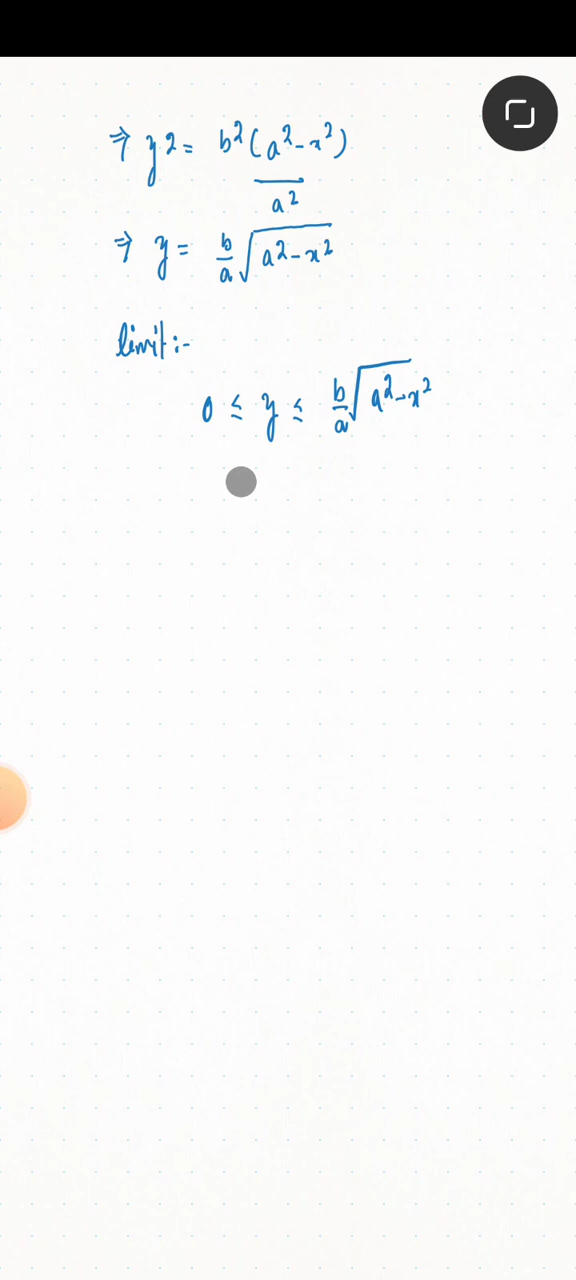 ⇒ y² = b²(a²-x²)
a²
⇒ y = b/a √a²-x²
limit:-
0 ≤ y ≤ b/a √a²-x²